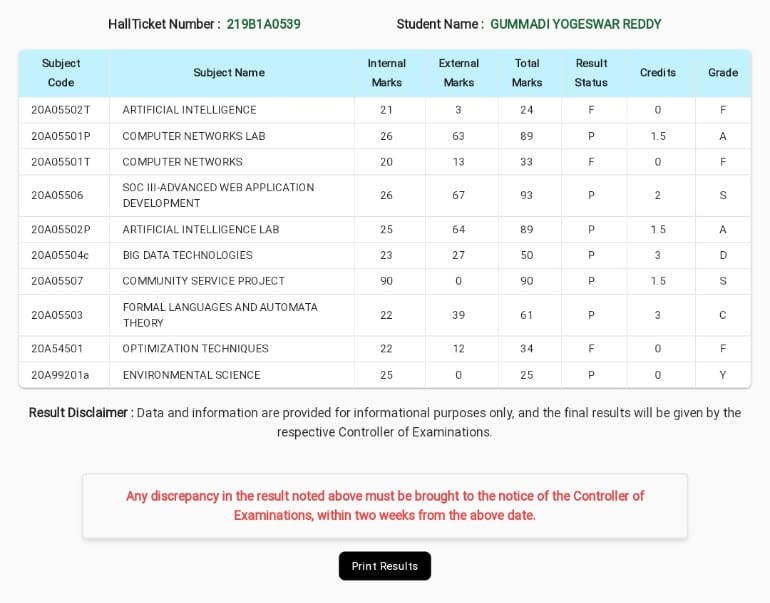 HallTicket Number : 219B1A0539 Student Name : GUMMADI YOGESWAR REDDY
Subject Code Subject Name Internal Marks External Marks Total Marks Result Status Credits Grade
20A05502T ARTIFICIAL INTELLIGENCE 21 3 24 F 0 F
20A05501P COMPUTER NETWORKS LAB 26 63 89 P 1.5 A
20A05501T COMPUTER NETWORKS 20 13 33 F 0 F
20A05506 SOC III-ADVANCED WEB APPLICATION DEVELOPMENT 26 67 93 P 2 S
20A05502P ARTIFICIAL INTELLIGENCE LAB 25 64 89 P 1.5 A
20A05504c BIG DATA TECHNOLOGIES 23 27 50 P 3 D
20A05507 COMMUNITY SERVICE PROJECT 90 0 90 P 1.5 S
20A05503 FORMAL LANGUAGES AND AUTOMATA THEORY 22 39 61 P 3 C
20A54501 OPTIMIZATION TECHNIQUES 22 12 34 F 0 F
20A99201a ENVIRONMENTAL SCIENCE 25 0 25 P 0 Y
Result Disclaimer : Data and information are provided for informational purposes only, and the final results will be given by the
respective Controller of Examinations.
Any discrepancy in the result noted above must be brought to the notice of the Controller of
Examinations, within two weeks from the above date.
Print Results